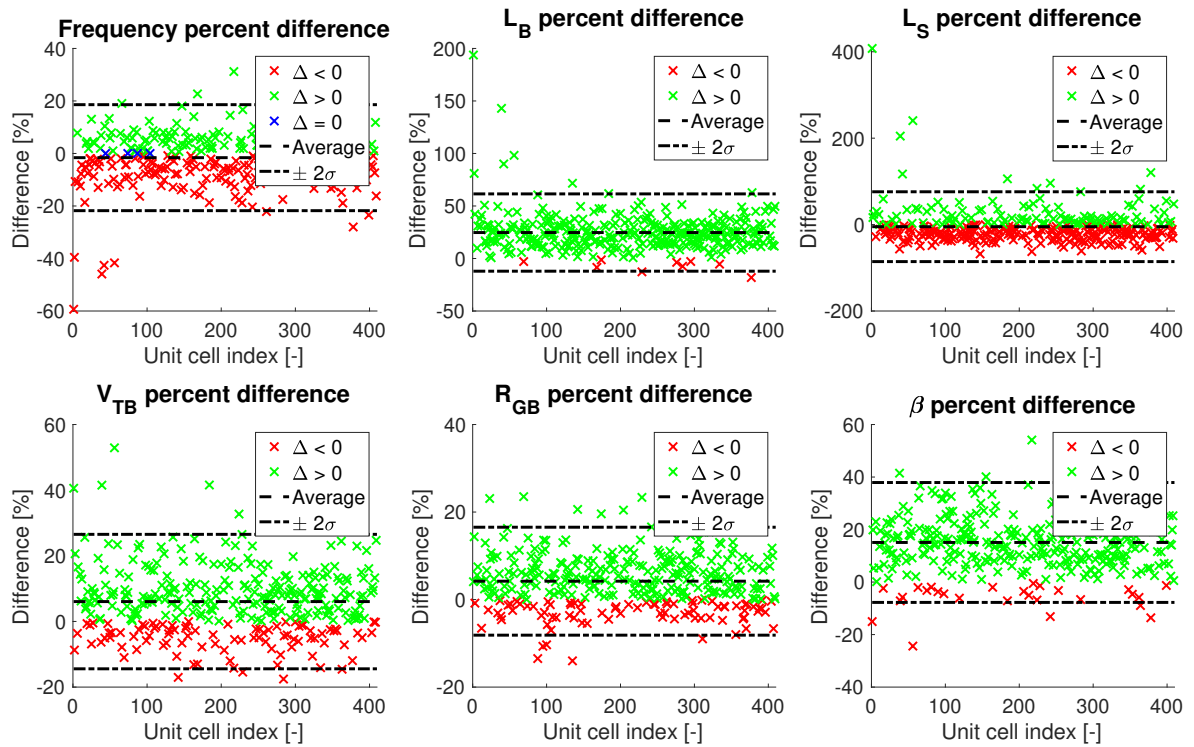 Frequency percent difference
40
20
0
-20
-40
-60
Difference [%]
0 100 200 300 400
Unit cell index [-]
Δ < 0
Δ > 0
Δ = 0
Average
± 2σ
L_B percent difference
200
150
100
50
0
-50
Difference [%]
0 100 200 300 400
Unit cell index [-]
Δ < 0
Δ > 0
Average
± 2σ
L_S percent difference
400
200
0
-200
Difference [%]
0 100 200 300 400
Unit cell index [-]
Δ < 0
Δ > 0
Average
± 2σ
V_TB percent difference
60
40
20
0
-20
Difference [%]
0 100 200 300 400
Unit cell index [-]
Δ < 0
Δ > 0
Average
± 2σ
R_GB percent difference
40
20
0
-20
Difference [%]
0 100 200 300 400
Unit cell index [-]
Δ < 0
Δ > 0
Average
± 2σ
β percent difference
60
40
20
0
-20
-40
Difference [%]
0 100 200 300 400
Unit cell index [-]
Δ < 0
Δ > 0
Average
± 2σ